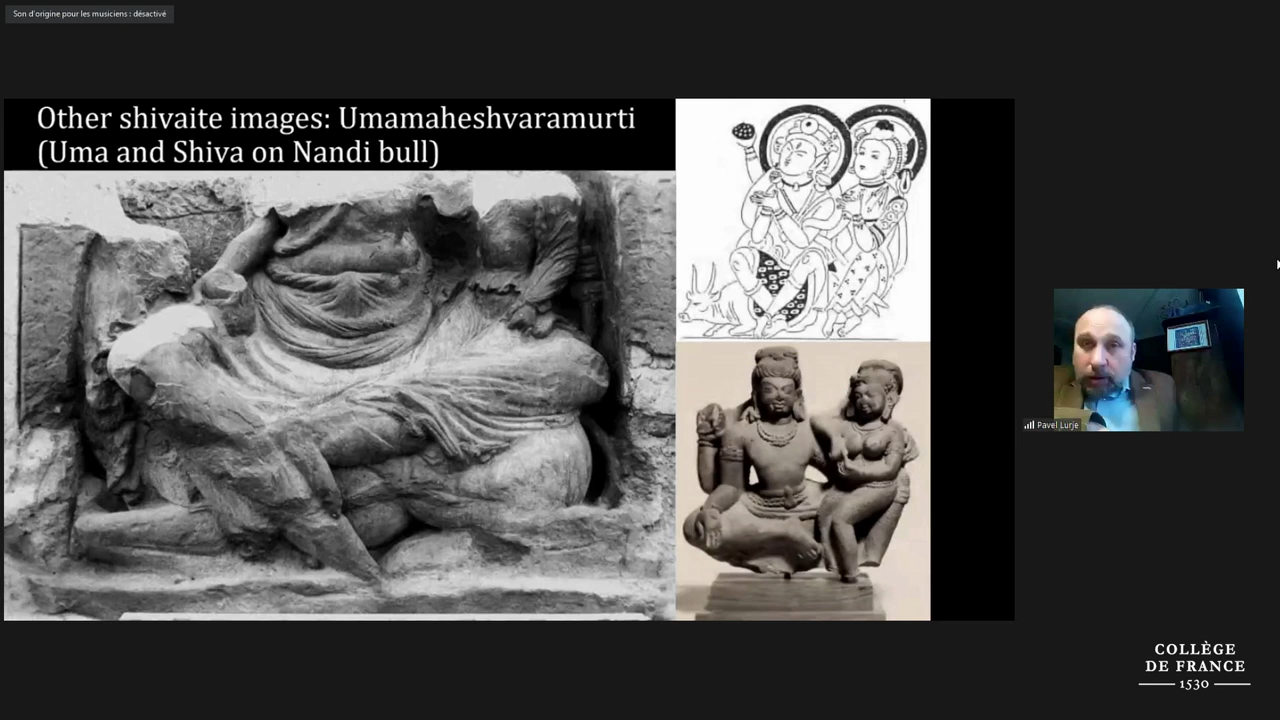 Son d'origine pour les musiciens : désactivé
Other shivaite images: Umamaheshvaramurti
(Uma and Shiva on Nandi bull)
Pavel Lurje
COLLÈGE
DE FRANCE
1530